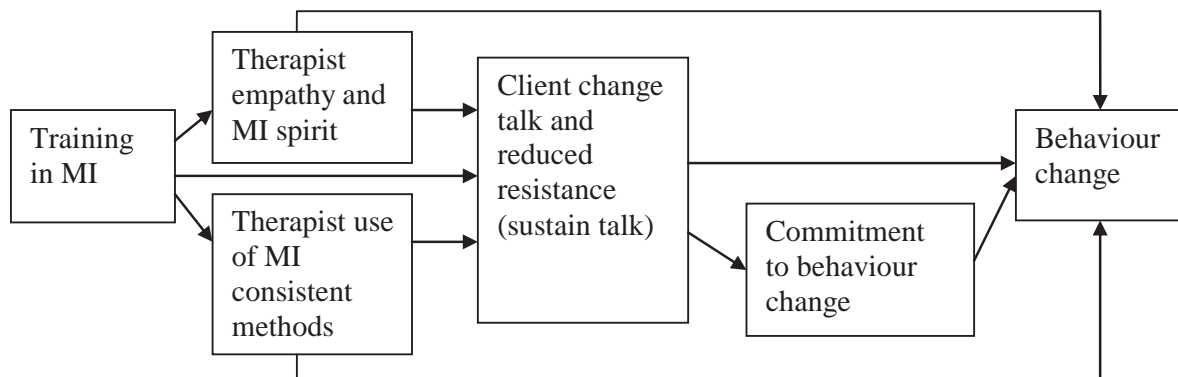 Training
in MI
Therapist
empathy and
MI spirit
Therapist use
of MI
consistent
methods
Client change
talk and
reduced
resistance
(sustain talk)
Commitment
to behaviour
change
Behaviour
change